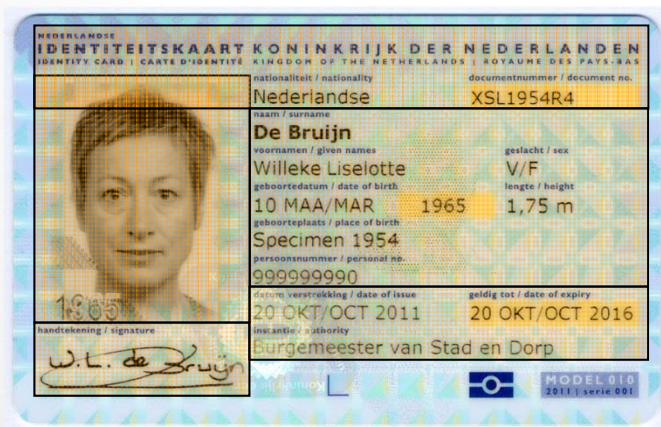 NEDERLANDSE
IDENTITEITSKAART KONINKRIJK DER NEDERLANDEN
IDENTITY CARD | CARTE D'IDENTITÉ KINGDOM OF THE NETHERLANDS | ROYAUME DES PAYS-BAS
nationaliteit / nationality documentnummer / document no.
Nederlandse XSL1954R4
naam / surname
De Bruijn
voornamen / given names geslacht / sex
Willeke Liselotte V/F
geboortedatum / date of birth lengte / height
10 MAA/MAR 1965 1,75 m
geboorteplaats / place of birth
Specimen 1954
persoonsnummer / personal no.
999999990
1965
datum verstrekking / date of issue geldig tot / date of expiry
20 OKT/OCT 2011 20 OKT/OCT 2016
handtekening / signature instantie / authority
Burgemeester van Stad en Dorp
W.L. de Bruijn
MODEL 010
2011 | serie 001